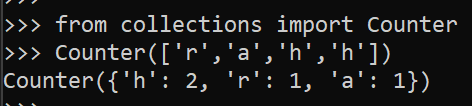 >>>
>>> from collections import Counter
>>> Counter(['r','a','h','h'])
Counter({'h': 2, 'r': 1, 'a': 1})
>>>